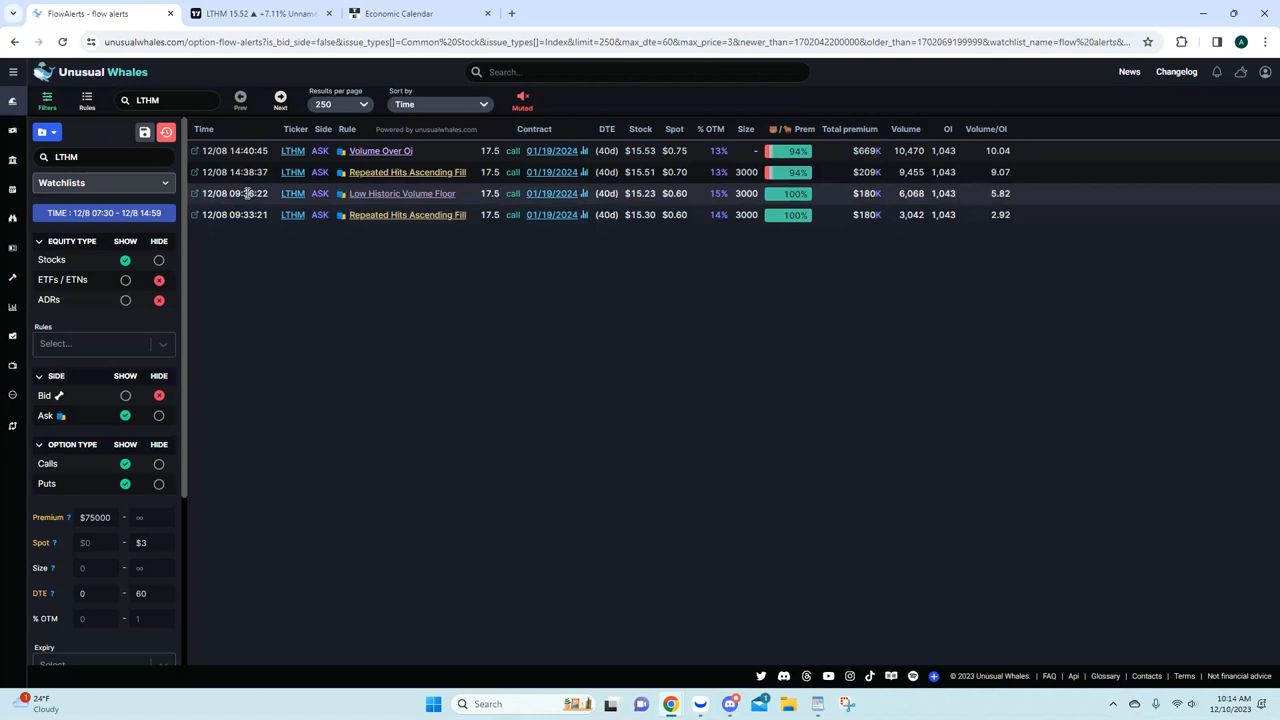 FlowAlerts - flow alerts
LTHM 15.52 ▲ +7.11% Unnam
Economic Calendar
unusualwhales.com/option-flow-alerts?is_bid_side=false&issue_types[]=Common%20Stock&issue_types[]=Index&limit=250&max_dte=60&max_price=3&newer_than=1702042200000&older_than=1702069199999&watchlist_name=flow%20alerts&...
A
Unusual Whales
Search...
News
Changelog
Filters
Rules
LTHM
Prev
Next
Results per page
250
Sort by
Time
Muted
LTHM
Watchlists
TIME : 12/8 07:30 - 12/8 14:59
EQUITY TYPE SHOW HIDE
Stocks
ETFs / ETNs
ADRs
Rules
Select...
SIDE SHOW HIDE
Bid
Ask
OPTION TYPE SHOW HIDE
Calls
Puts
Premium ? $75000 - ∞
Spot ? $0 - $3
Size ? 0 - ∞
DTE ? 0 - 60
% OTM 0 - 1
Expiry
Select
Time Ticker Side Rule Powered by unusualwhales.com Contract DTE Stock Spot % OTM Size / Prem Total premium Volume OI Volume/OI
12/08 14:40:45 LTHM ASK Volume Over Oi 17.5 call 01/19/2024 (40d) $15.53 $0.75 13% - 94% $669K 10,470 1,043 10.04
12/08 14:38:37 LTHM ASK Repeated Hits Ascending Fill 17.5 call 01/19/2024 (40d) $15.51 $0.70 13% 3000 94% $209K 9,455 1,043 9.07
12/08 09:36:22 LTHM ASK Low Historic Volume Floor 17.5 call 01/19/2024 (40d) $15.23 $0.60 15% 3000 100% $180K 6,068 1,043 5.82
12/08 09:33:21 LTHM ASK Repeated Hits Ascending Fill 17.5 call 01/19/2024 (40d) $15.30 $0.60 14% 3000 100% $180K 3,042 1,043 2.92
© 2023 Unusual Whales. | FAQ | Api | Glossary | Contacts | Terms | Not financial advice
1
24°F
Cloudy
Search
1
10:14 AM
12/10/2023